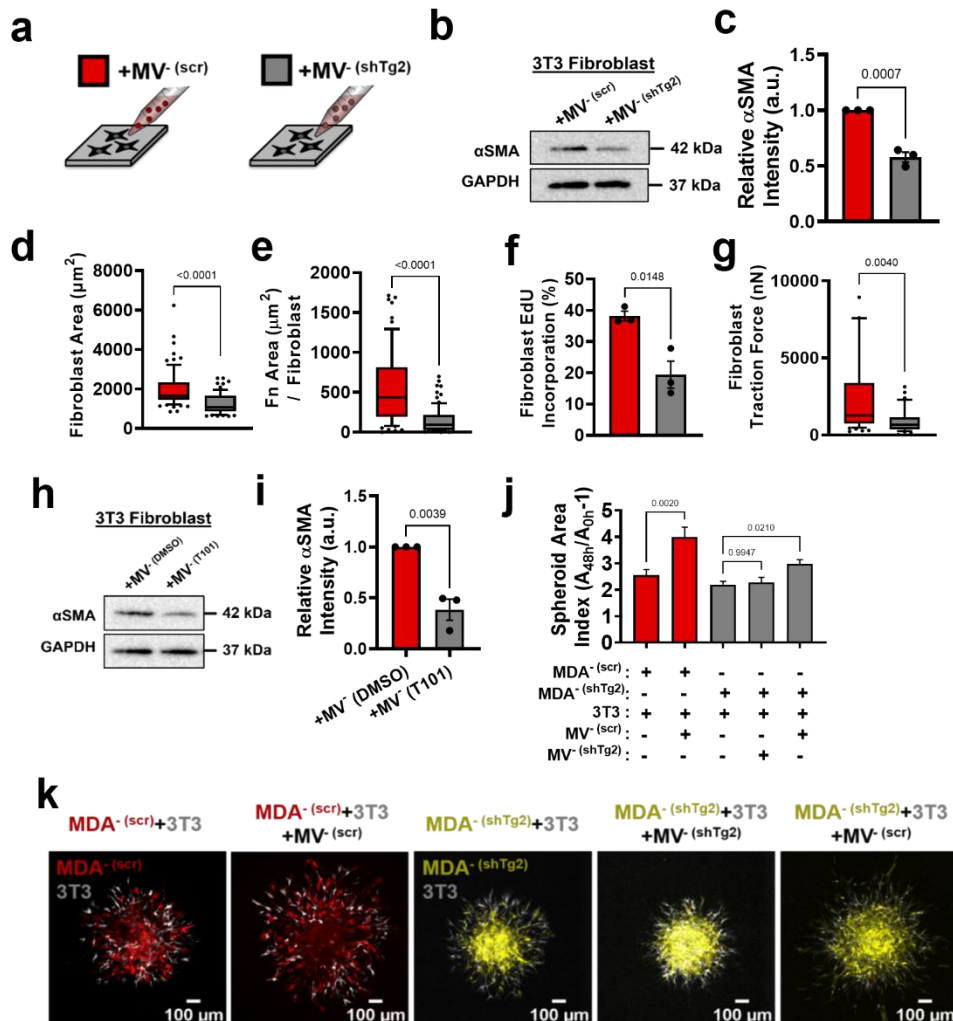 a
+MV- (scr)
+MV- (shTg2)
b
3T3 Fibroblast
+MV- (scr)
+MV- (shTg2)
αSMA
42 kDa
GAPDH
37 kDa
c
Relative αSMA
Intensity (a.u.)
1.5
1.0
0.5
0.0
0.0007
d
Fibroblast Area (µm²)
8000
6000
4000
2000
0
<0.0001
e
Fn Area (µm²)
/ Fibroblast
2000
1500
1000
500
0
<0.0001
f
Fibroblast EdU
Incorporation (%)
50
40
30
20
10
0
0.0148
g
Fibroblast
Traction Force (nN)
10000
5000
0
0.0040
h
3T3 Fibroblast
+MV- (DMSO)
+MV- (T101)
αSMA
42 kDa
GAPDH
37 kDa
i
Relative αSMA
Intensity (a.u.)
1.5
1.0
0.5
0.0
0.0039
+MV- (DMSO)
+MV- (T101)
j
Spheroid Area
Index (A48h/A0h-1)
5
4
3
2
1
0
0.0020
0.0210
0.9947
MDA- (scr) : + + - - -
MDA- (shTg2) : - - + + +
3T3 : + + + + +
MV- (scr) : - + - - +
MV- (shTg2) : - - - + -
k
MDA- (scr)+3T3
MDA- (scr)+3T3
+MV- (scr)
MDA- (shTg2)+3T3
MDA- (shTg2)+3T3
+MV- (shTg2)
MDA- (shTg2)+3T3
+MV- (scr)
MDA- (scr)
3T3
100 µm
100 µm
MDA- (shTg2)
3T3
100 µm
100 µm
100 µm